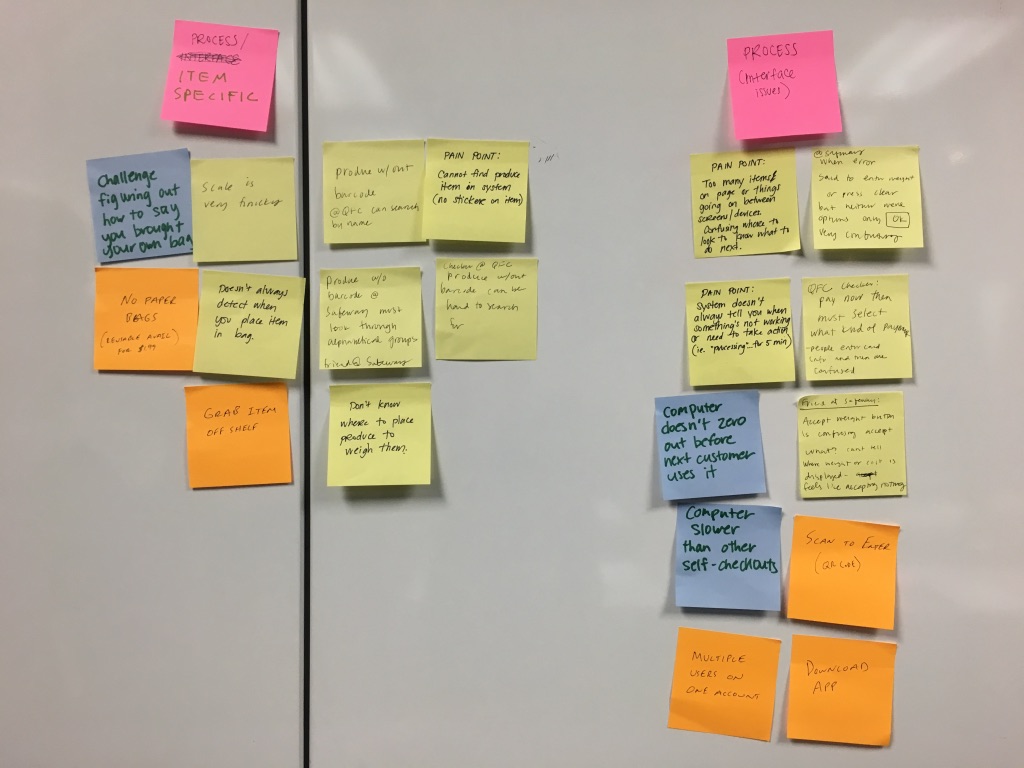 PROCESS/
INTERFACE
ITEM
SPECIFIC
Challenge
figuring out
how to say
you brought
your own bag
Scale is
very finicky
NO PAPER
BAGS
(REUSABLE AVAIL
FOR $1.99)
Doesn't always
detect when
you place item
in bag.
GRAB ITEM
OFF SHELF
Produce w/out
barcode
@QFC can search
by name
PAIN POINT:
Cannot find produce
item in system
(no stickers on item)
Produce w/o
barcode @
Safeway must
look through
alphabetical groups-
friend @ Safeway
Checker @ QFC
Produce w/out
barcode can be
hard to search
for
Don't know
where to place
produce to
weigh them.
PROCESS
(interface
issues)
PAIN POINT:
Too many items
on page or things
going on between
screens/devices.
Confusing where to
look to know what to
do next.
@Safeway
When error
Said to enter weight
or press clear
but neither were
options only OK
Very confusing
PAIN POINT:
System doesn't
always tell you when
something's not working
or need to take action
(ie. "processing"... for 5 min)
QFC Checker:
pay now then
must select
what kind of payment
-people enter card
info and then are
confused
Computer
doesn't zero
out before
next customer
uses it
Friend at Safeway:
Accept weight button
is confusing accept
what? can't tell
when weight or cost is
displayed-
feels like accepting
Computer
Slower
than other
self-checkouts
SCAN TO ENTER
(QR CODE)
MULTIPLE
USERS ON
ONE ACCOUNT
DOWNLOAD
APP